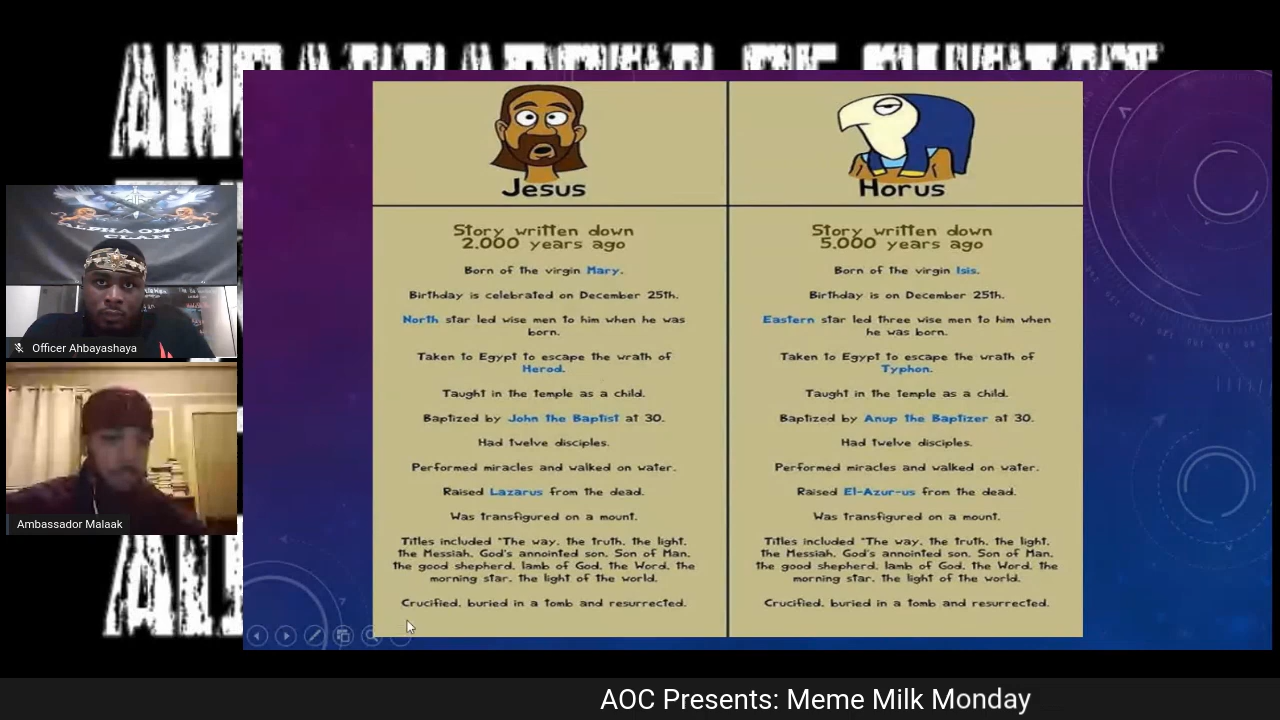 ALPHA OMEGA
CLAN
Officer Ahbayashaya
Ambassador Malaak
Jesus
Story written down
2,000 years ago
Born of the virgin Mary.
Birthday is celebrated on December 25th.
North star led wise men to him when he was
born.
Taken to Egypt to escape the wrath of
Herod.
Taught in the temple as a child.
Baptized by John the Baptist at 30.
Had twelve disciples.
Performed miracles and walked on water.
Raised Lazarus from the dead.
Was transfigured on a mount.
Titles included "The way, the truth, the light,
the Messiah, God's annointed son, Son of Man,
the good shepherd, lamb of God, the Word, the
morning star, the light of the world.
Crucified, buried in a tomb and resurrected.
Horus
Story written down
5,000 years ago
Born of the virgin Isis.
Birthday is on December 25th.
Eastern star led three wise men to him when
he was born.
Taken to Egypt to escape the wrath of
Typhon.
Taught in the temple as a child.
Baptized by Anup the Baptizer at 30.
Had twelve disciples.
Performed miracles and walked on water.
Raised El-Azur-us from the dead.
Was transfigured on a mount.
Titles included "The way, the truth, the light,
the Messiah, God's annointed son, Son of Man,
the good shepherd, lamb of God, the Word, the
morning star, the light of the world.
Crucified, buried in a tomb and resurrected.
AOC Presents: Meme Milk Monday